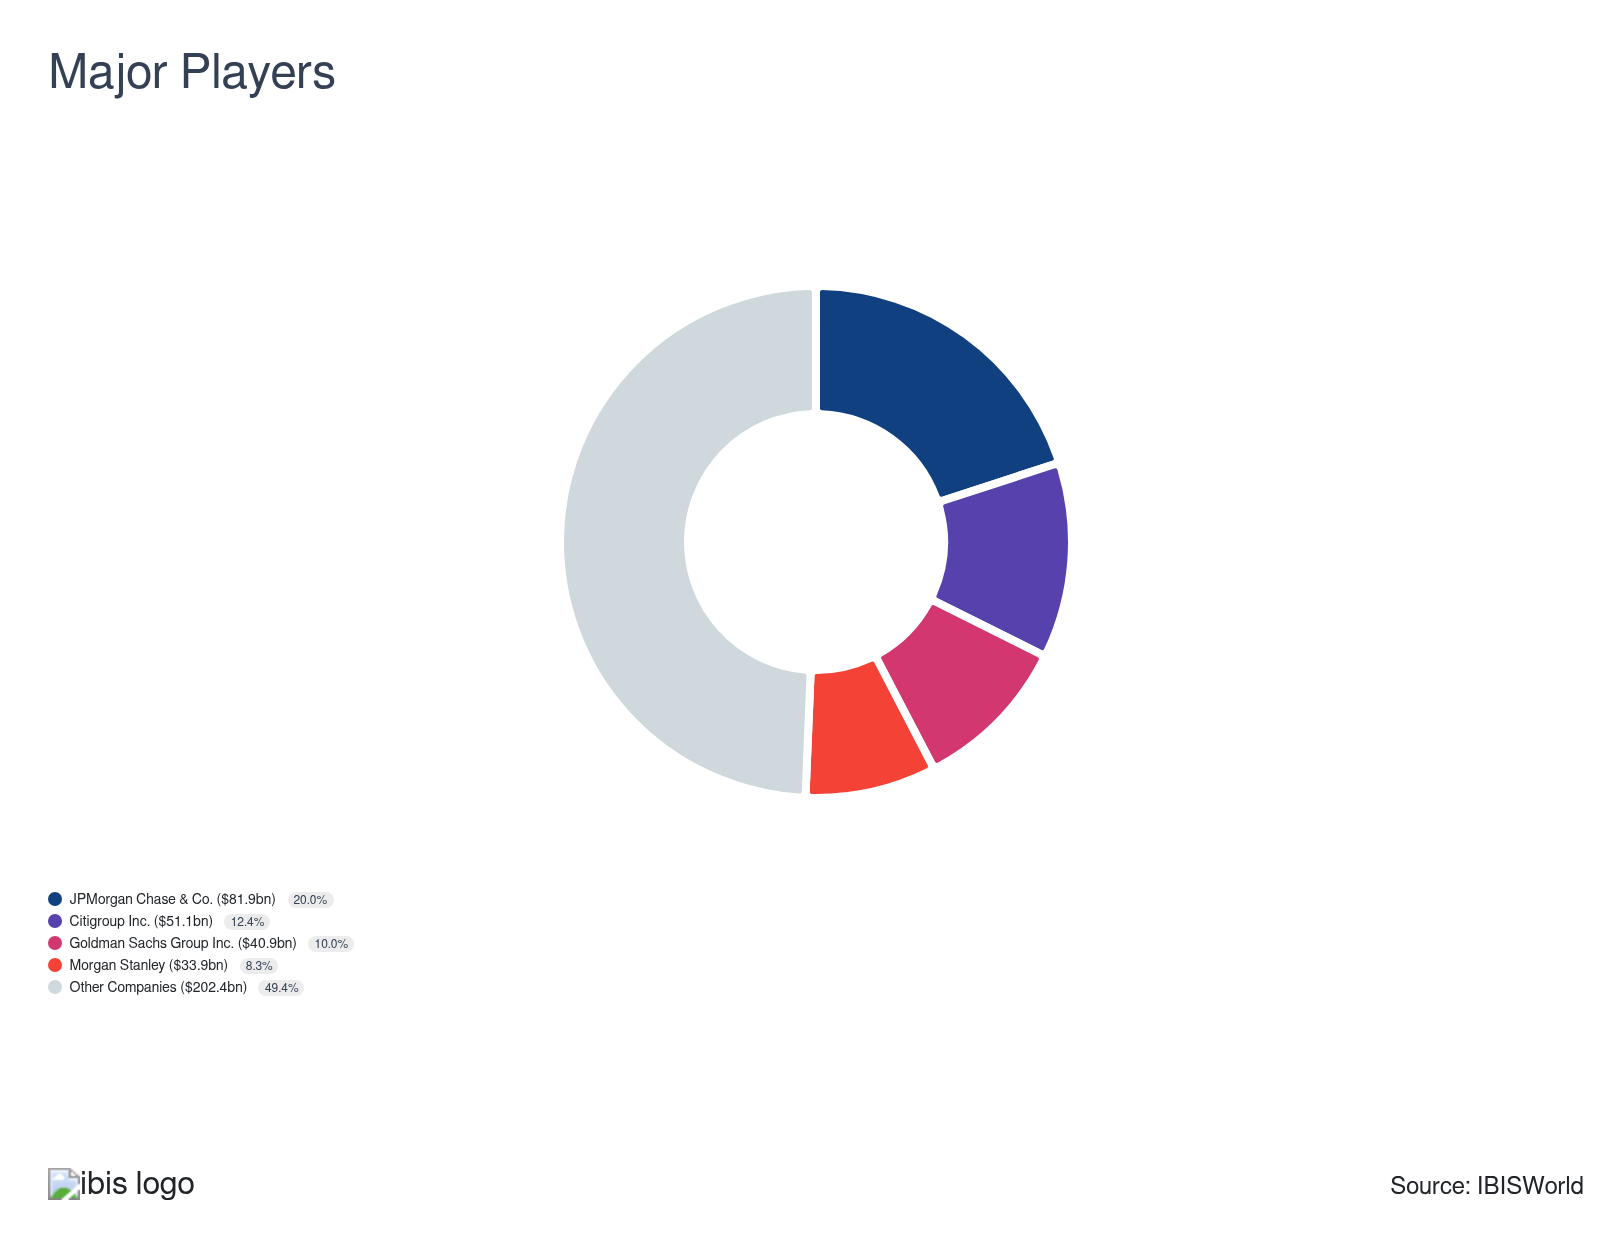 Major Players
JPMorgan Chase & Co. ($81.9bn) 20.0%
Citigroup Inc. ($51.1bn) 12.4%
Goldman Sachs Group Inc. ($40.9bn) 10.0%
Morgan Stanley ($33.9bn) 8.3%
Other Companies ($202.4bn) 49.4%
ibis logo
Source: IBISWorld